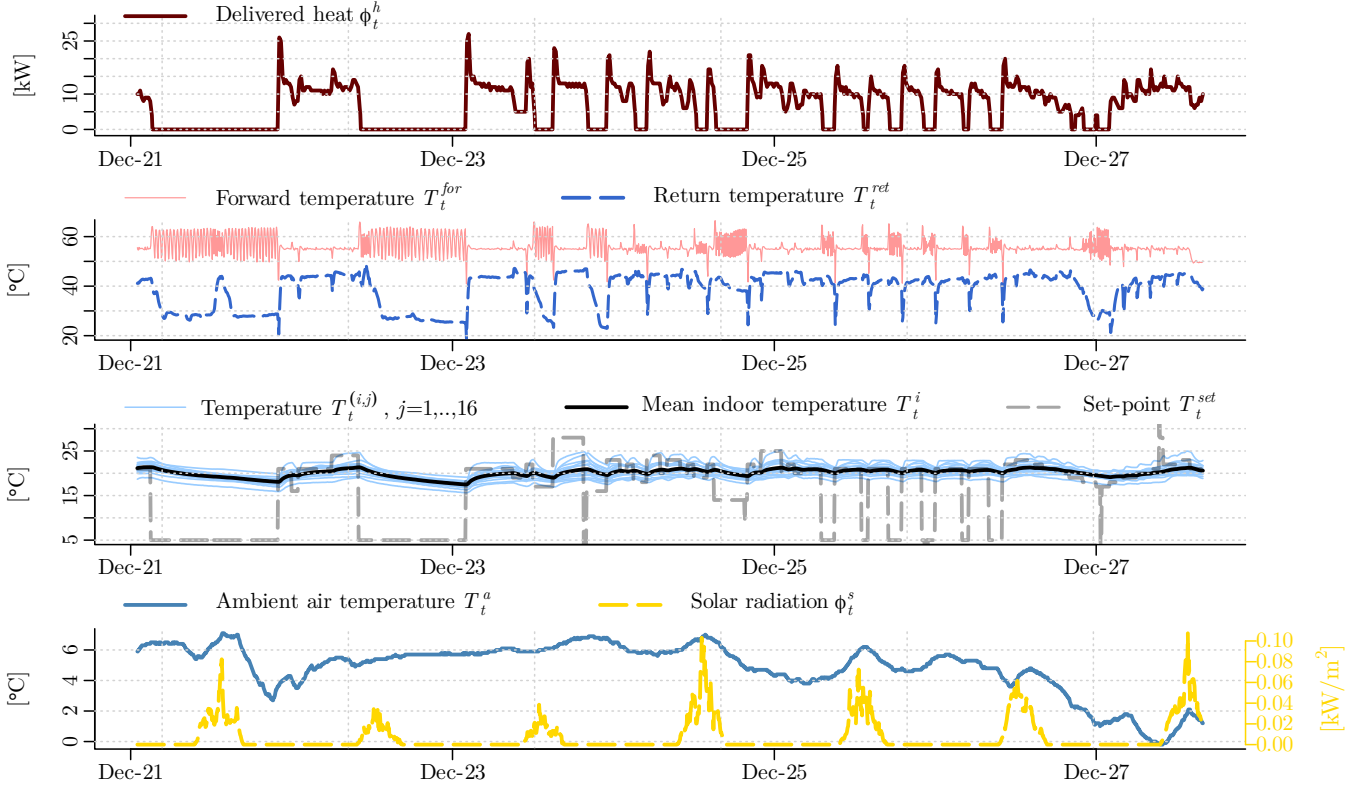 Delivered heat ϕ_t^h
[kW]
25
10
0
Dec-21 Dec-23 Dec-25 Dec-27
Forward temperature T_t^{for} Return temperature T_t^{ret}
[°C]
60
40
20
Dec-21 Dec-23 Dec-25 Dec-27
Temperature T_t^{(i,j)}, j=1,..,16 Mean indoor temperature T_t^i Set-point T_t^{set}
[°C]
25
15
5
Dec-21 Dec-23 Dec-25 Dec-27
Ambient air temperature T_t^a Solar radiation ϕ_t^s
[°C]
6
4
2
0
0.10
0.08
0.06
0.04
0.02
0.00
[kW/m²]
Dec-21 Dec-23 Dec-25 Dec-27